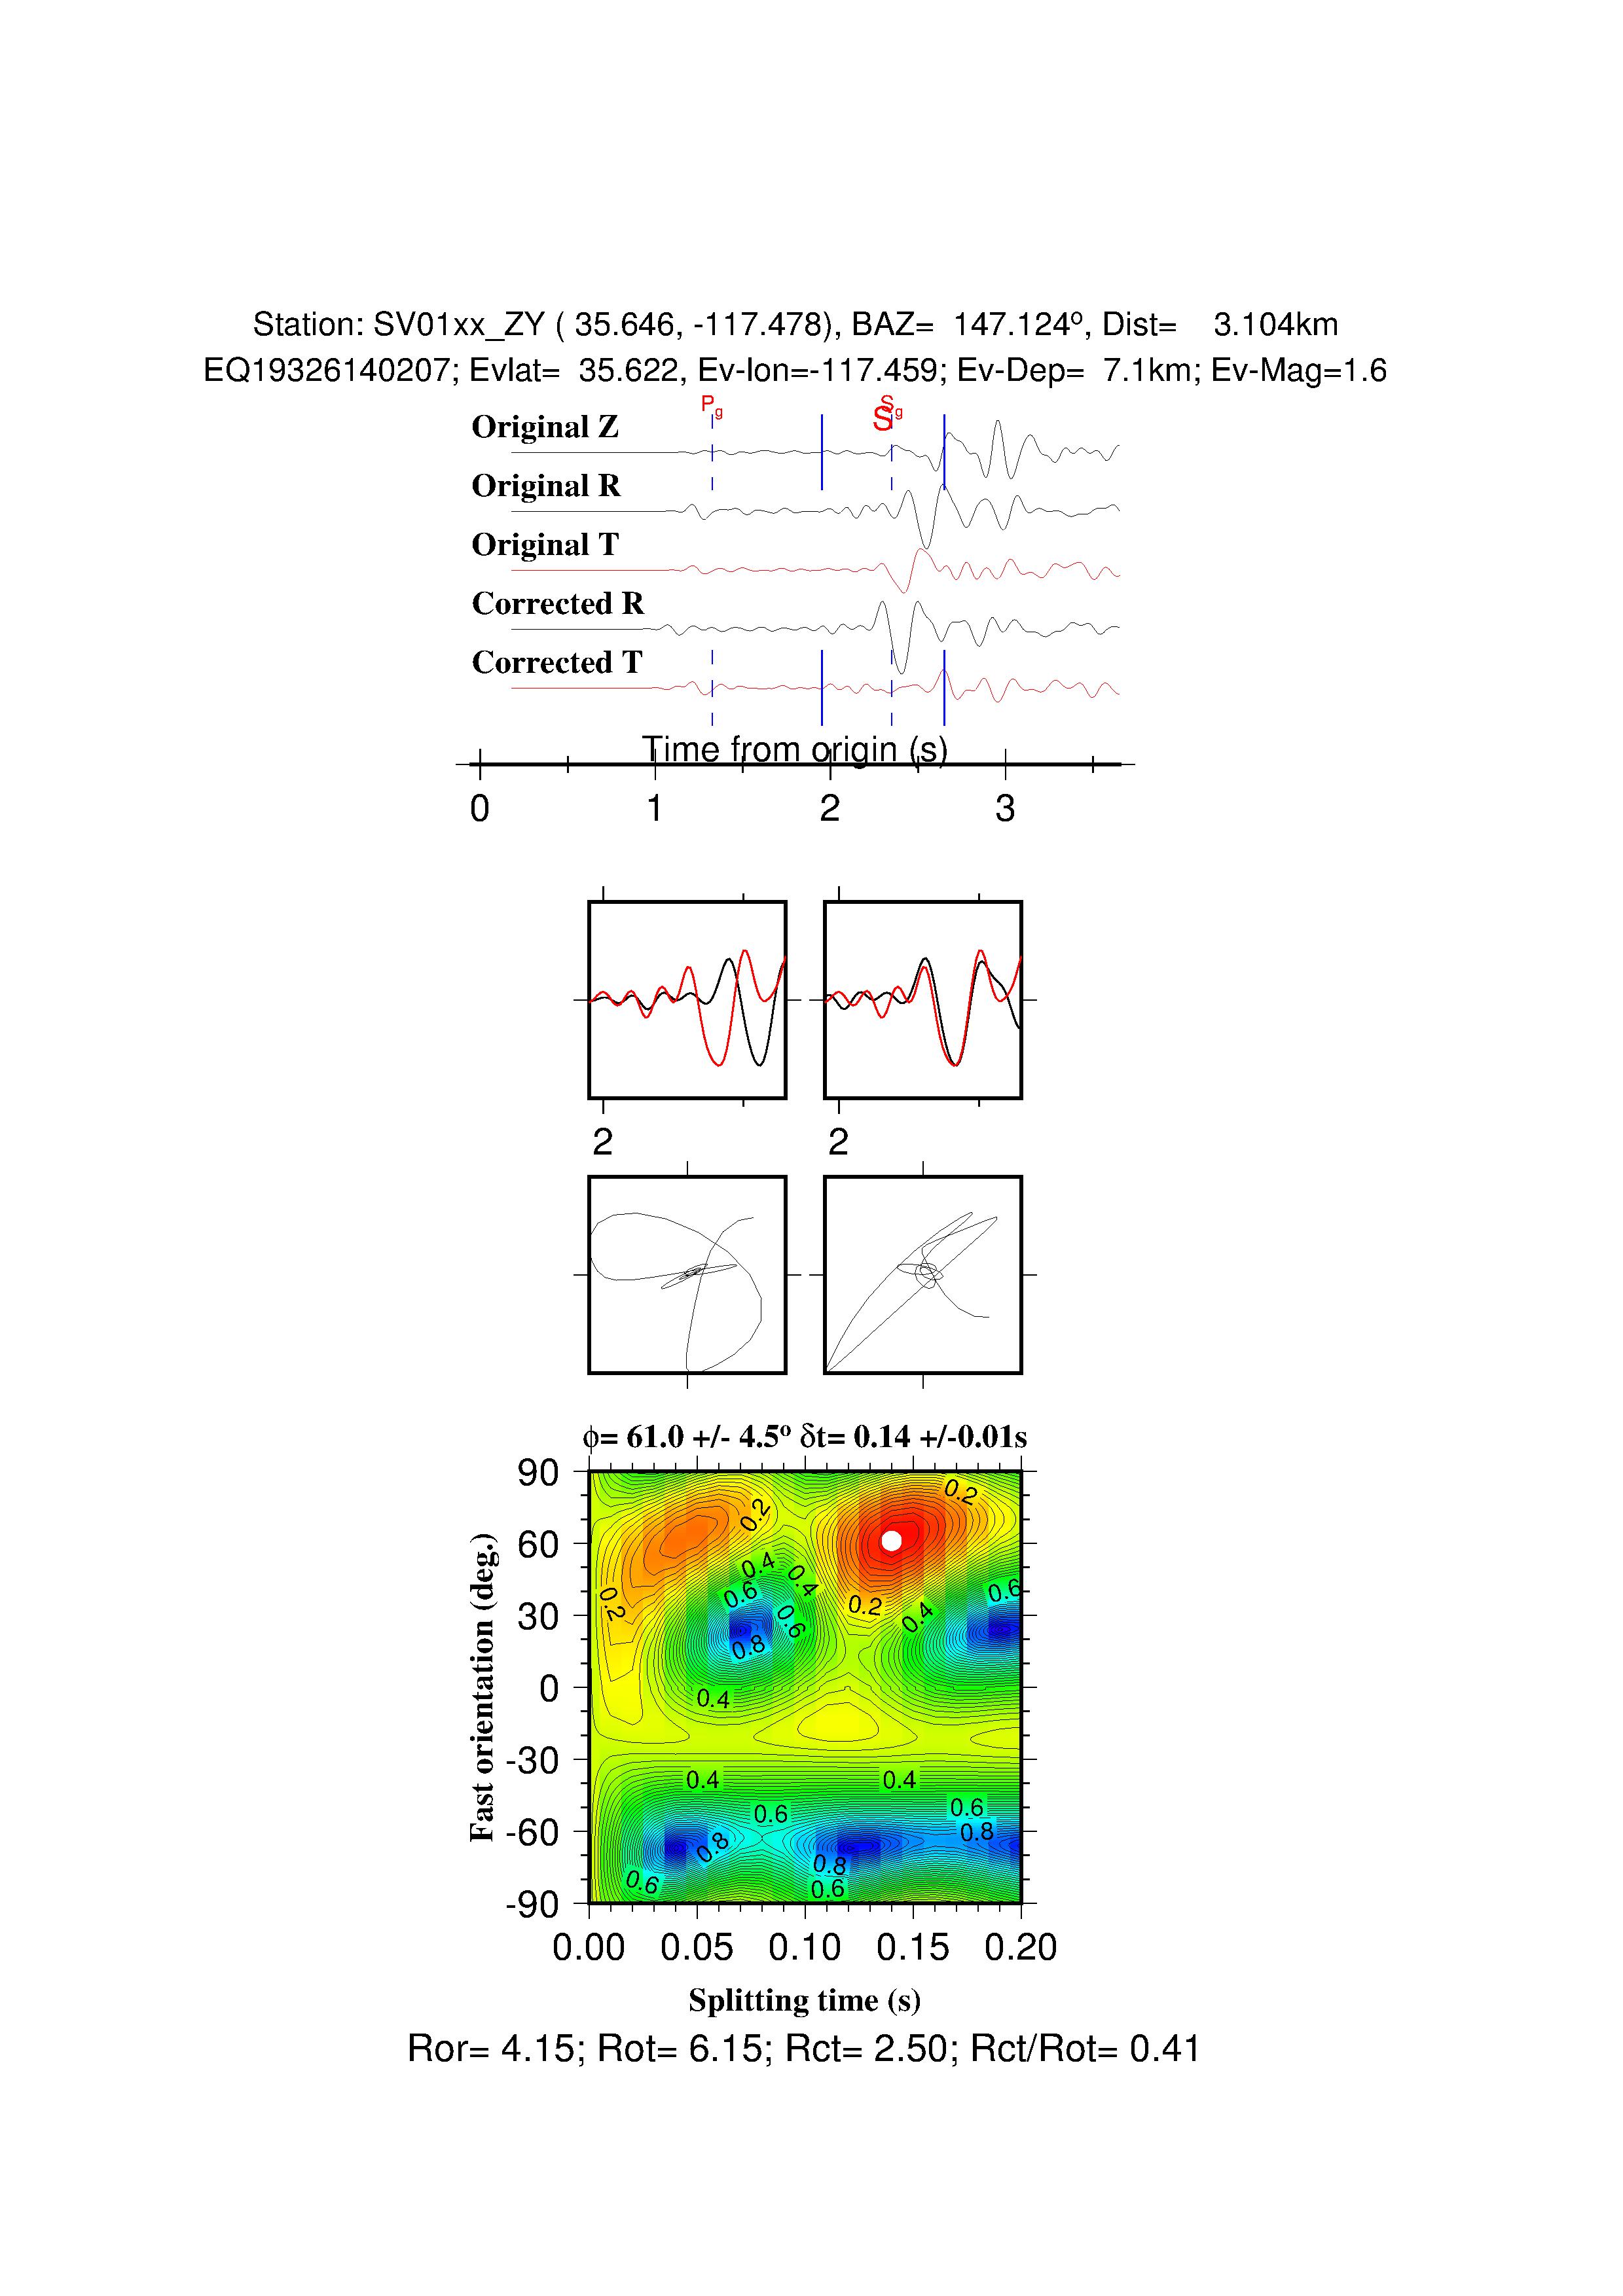 Station: SV01xx_ZY ( 35.646, -117.478), BAZ= 147.124º, Dist= 3.104km
EQ19326140207; Evlat= 35.622, Ev-lon=-117.459; Ev-Dep= 7.1km; Ev-Mag=1.6
Pg Sg
S
Original Z
Original R
Original T
Corrected R
Corrected T
Time from origin (s)
0 1 2 3
2 2
ϕ= 61.0 +/- 4.5º δt= 0.14 +/-0.01s
90
60
30
0
-30
-60
-90
Fast orientation (deg.)
0.2 0.2
0.4 0.4
0.6 0.6
0.2 0.2 0.4
0.6
0.8
0.4
0.4 0.4
0.6 0.6
0.8 0.8
0.8
0.6 0.6
0.00 0.05 0.10 0.15 0.20
Splitting time (s)
Ror= 4.15; Rot= 6.15; Rct= 2.50; Rct/Rot= 0.41